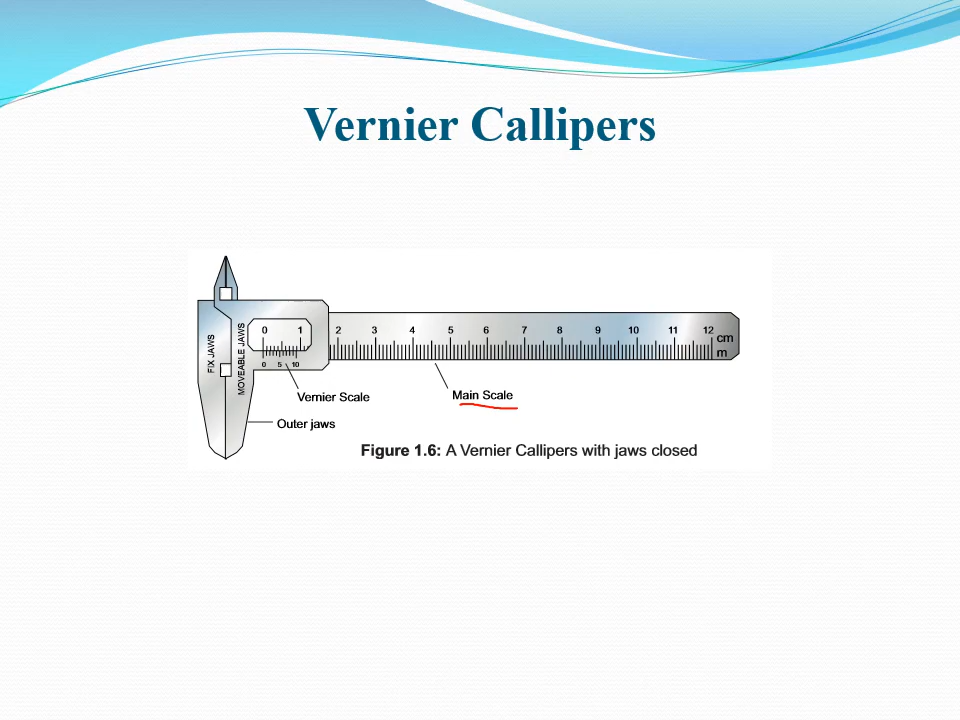 Vernier Callipers
0 1 2 3 4 5 6 7 8 9 10 11 12
cm
m
0 5 10
FIX JAWS
MOVEABLE JAWS
Vernier Scale
Main Scale
Outer jaws
Figure 1.6: A Vernier Callipers with jaws closed